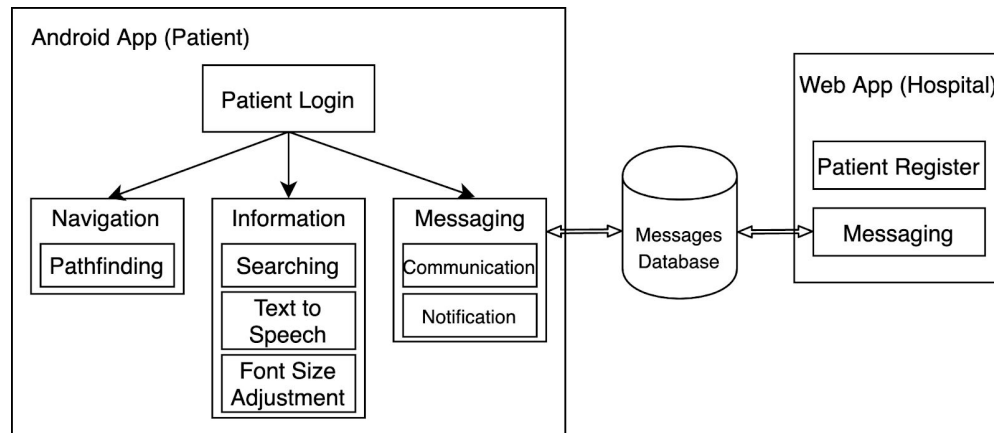 Android App (Patient)
Patient Login
Navigation
Pathfinding
Information
Searching
Text to
Speech
Font Size
Adjustment
Messaging
Communication
Notification
Messages
Database
Web App (Hospital)
Patient Register
Messaging